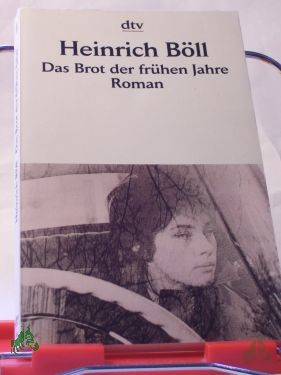 dtv
Heinrich Böll
Das Brot der frühen Jahre
Roman